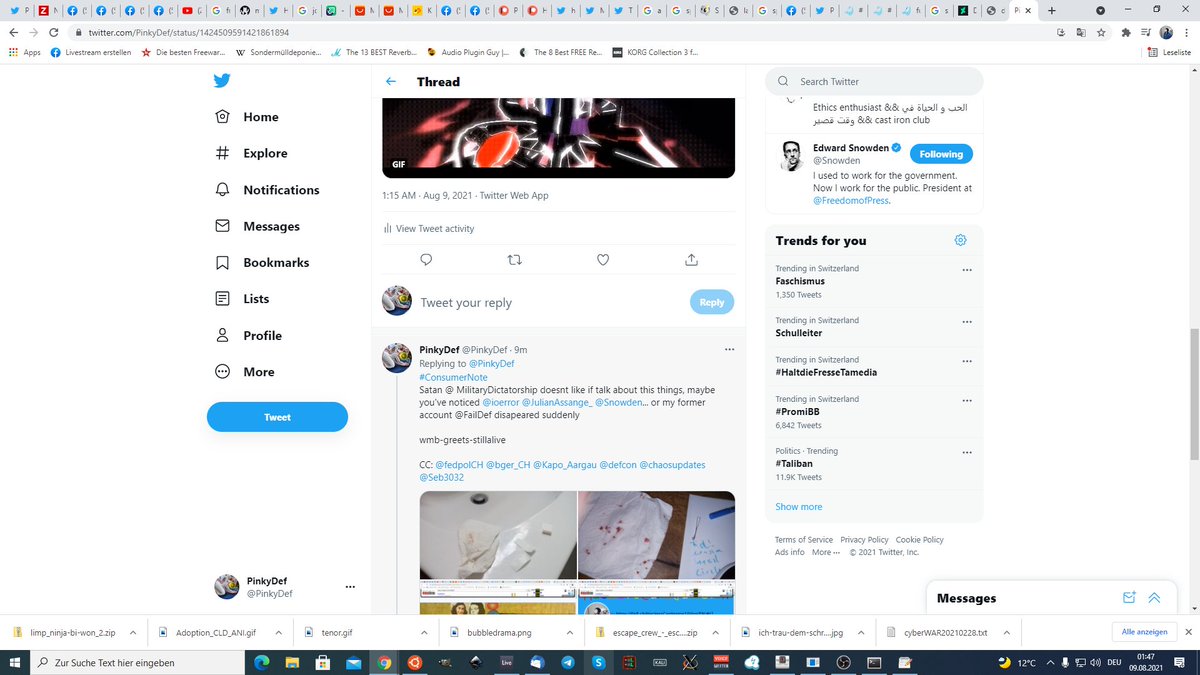 twitter.com/PinkyDef/status/1424509591421861894
Apps
Livestream erstellen
Die besten Freewar...
Sondermülldeponie...
The 13 BEST Reverb...
Audio Plugin Guy |...
The 8 Best FREE Re...
KORG Collection 3 f...
Leseliste
Home
Explore
Notifications
Messages
Bookmarks
Lists
Profile
More
Tweet
PinkyDef
@PinkyDef
Thread
GIF
1:15 AM · Aug 9, 2021 · Twitter Web App
View Tweet activity
Tweet your reply
Reply
PinkyDef @PinkyDef · 9m
Replying to @PinkyDef
#ConsumerNote
Satan @ MilitaryDictatorship doesnt like if talk about this things, maybe
you've noticed @ioerror @JulianAssange_ @Snowden... or my former
account @FailDef disapeared suddenly
wmb-greets-stillalive
CC: @fedpolCH @bger_CH @Kapo_Aargau @defcon @chaosupdates
@Seb3032
Search Twitter
Ethics enthusiast && الحب و الحياة في
وقت قصير && cast iron club
Edward Snowden
@Snowden
Following
I used to work for the government.
Now I work for the public. President at
@FreedomofPress.
Trends for you
Trending in Switzerland
Faschismus
1,350 Tweets
Trending in Switzerland
Schulleiter
Trending in Switzerland
#HaltdieFresseTamedia
Trending in Switzerland
#PromiBB
6,842 Tweets
Politics · Trending
#Taliban
11.9K Tweets
Show more
Terms of Service Privacy Policy Cookie Policy
Ads info More ··· © 2021 Twitter, Inc.
Messages
limp_ninja-bi-won_2.zip
Adoption_CLD_ANI.gif
tenor.gif
bubbledrama.png
escape_crew_-_esc....zip
ich-trau-dem-schr....jpg
cyberWAR20210228.txt
Alle anzeigen
Zur Suche Text hier eingeben
Live
KALI
12°C
DEU
01:47
09.08.2021